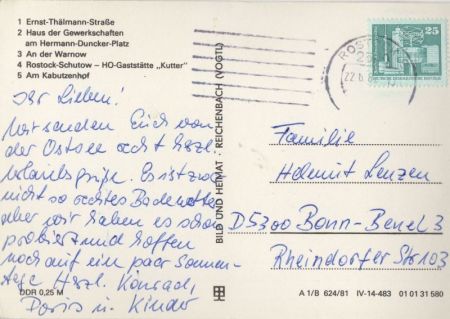 1 Ernst-Thälmann-Straße
2 Haus der Gewerkschaften
am Hermann-Duncker-Platz
3 An der Warnow
4 Rostock-Schutow – HO-Gaststätte „Kutter“
5 Am Kabutzenhof
Ihr Lieben!
Wir senden Euch von
der Ostsee recht herzl.
Urlaubsgrüße. Es ist zwar
nicht so rechtes Badewetter
aber wir haben es schon
probiert und hoffen
noch auf ein paar Sonnen-
tage Herzl. Konrad,
Doris u. Kinder
DDR 0,25 M
BILD UND HEIMAT REICHENBACH (VOGTL)
25
Familie
Helmut Lenzen
D5300 Bonn-Beuel 3
Rheindorfer Str 103
A 1/B 624/81 IV-14-483 01 01 31 580